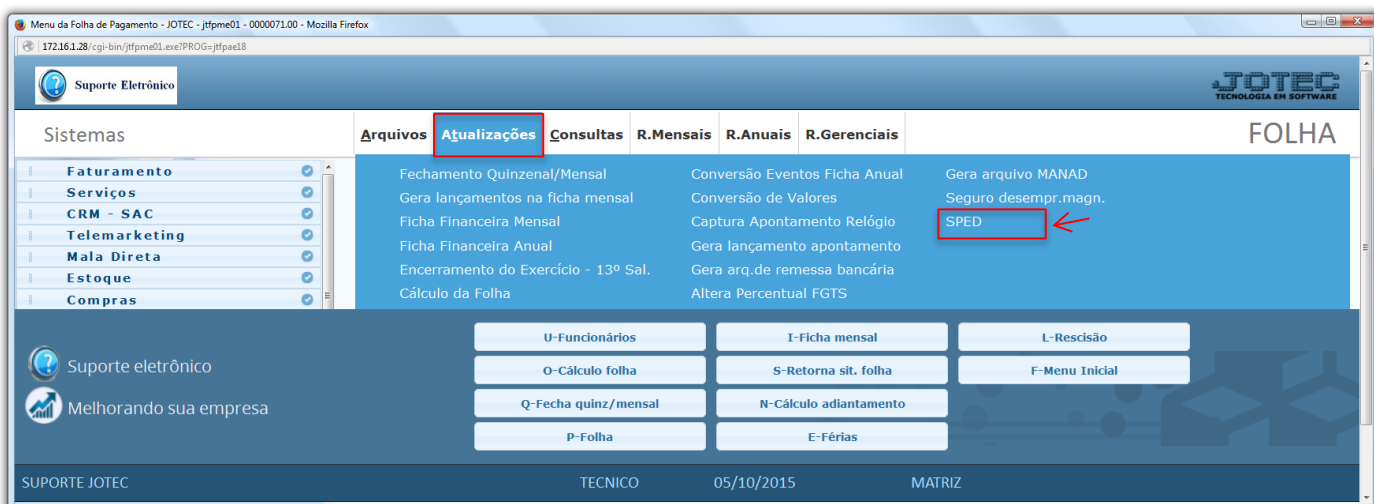 Menu da Folha de Pagamento - JOTEC - jtfpme01 - 0000071.00 - Mozilla Firefox
172.16.1.28/cgi-bin/jtfpme01.exe?PROG=jtfpae18
Suporte Eletrônico
JOTEC
TECNOLOGIA EM SOFTWARE
Sistemas
Arquivos Atualizações Consultas R.Mensais R.Anuais R.Gerenciais
FOLHA
Faturamento
Serviços
CRM - SAC
Telemarketing
Mala Direta
Estoque
Compras
Fechamento Quinzenal/Mensal
Gera lançamentos na ficha mensal
Ficha Financeira Mensal
Ficha Financeira Anual
Encerramento do Exercício - 13º Sal.
Cálculo da Folha
Conversão Eventos Ficha Anual
Conversão de Valores
Captura Apontamento Relógio
Gera lançamento apontamento
Gera arq.de remessa bancária
Altera Percentual FGTS
Gera arquivo MANAD
Seguro desempr.magn.
SPED
Suporte eletrônico
Melhorando sua empresa
U-Funcionários
O-Cálculo folha
Q-Fecha quinz/mensal
P-Folha
I-Ficha mensal
S-Retorna sit. folha
N-Cálculo adiantamento
E-Férias
L-Rescisão
F-Menu Inicial
SUPORTE JOTEC TECNICO 05/10/2015 MATRIZ